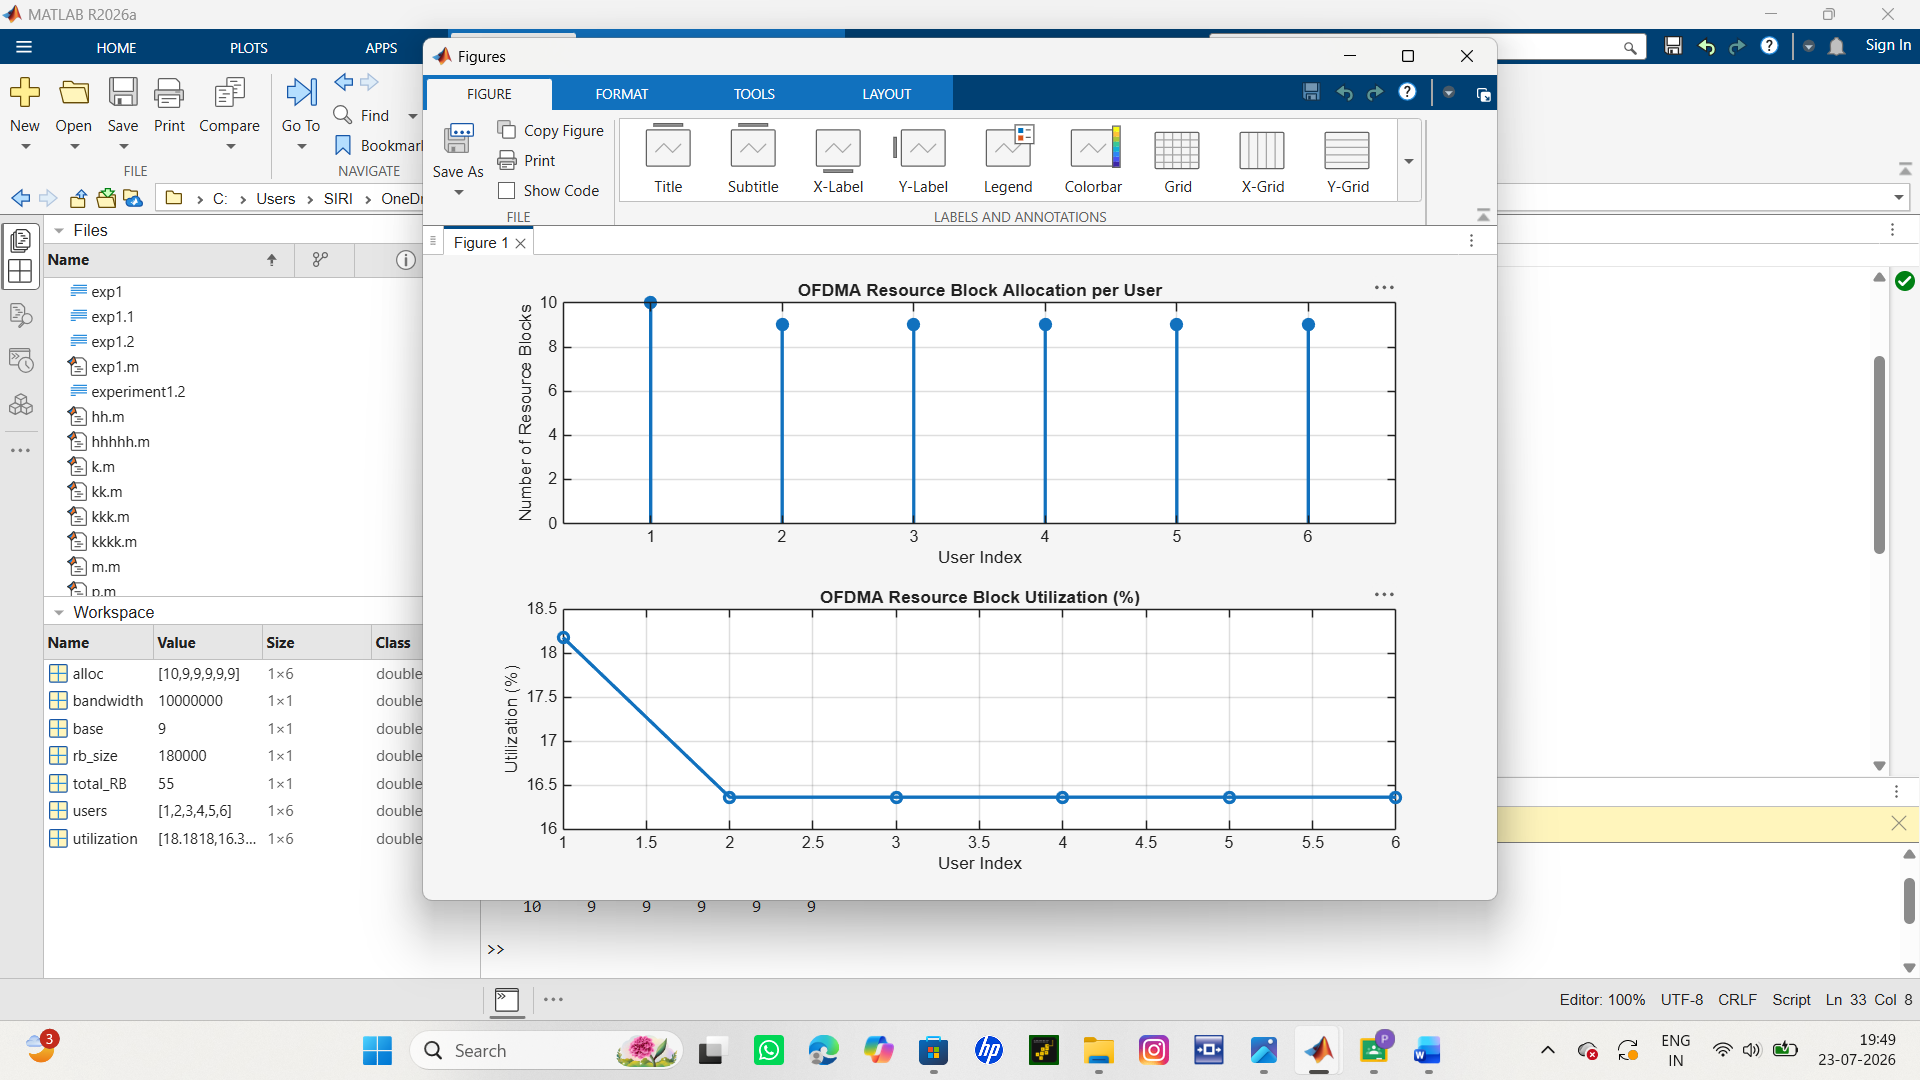 MATLAB R2026a
HOME PLOTS APPS
Sign In
New Open Save Print Compare Go To Find Bookmar
FILE NAVIGATE
C: Users SIRI OneDr
Files
Name
exp1
exp1.1
exp1.2
exp1.m
experiment1.2
hh.m
hhhhh.m
k.m
kk.m
kkk.m
kkkk.m
m.m
p.m
Workspace
Name Value Size Class
alloc [10,9,9,9,9,9] 1×6 double
bandwidth 10000000 1×1 double
base 9 1×1 double
rb_size 180000 1×1 double
total_RB 55 1×1 double
users [1,2,3,4,5,6] 1×6 double
utilization [18.1818,16.3... 1×6 double
Figures
FIGURE FORMAT TOOLS LAYOUT
Save As
Copy Figure
Print
Show Code
FILE
Title Subtitle X-Label Y-Label Legend Colorbar Grid X-Grid Y-Grid
LABELS AND ANNOTATIONS
Figure 1
OFDMA Resource Block Allocation per User
Number of Resource Blocks
10
8
6
4
2
0
1 2 3 4 5 6
User Index
OFDMA Resource Block Utilization (%)
Utilization (%)
18.5
18
17.5
17
16.5
16
1 1.5 2 2.5 3 3.5 4 4.5 5 5.5 6
User Index
10 9 9 9 9 9
>>
Editor: 100% UTF-8 CRLF Script Ln 33 Col 8
3
Search
hp
P
W
ENG
IN
19:49
23-07-2026